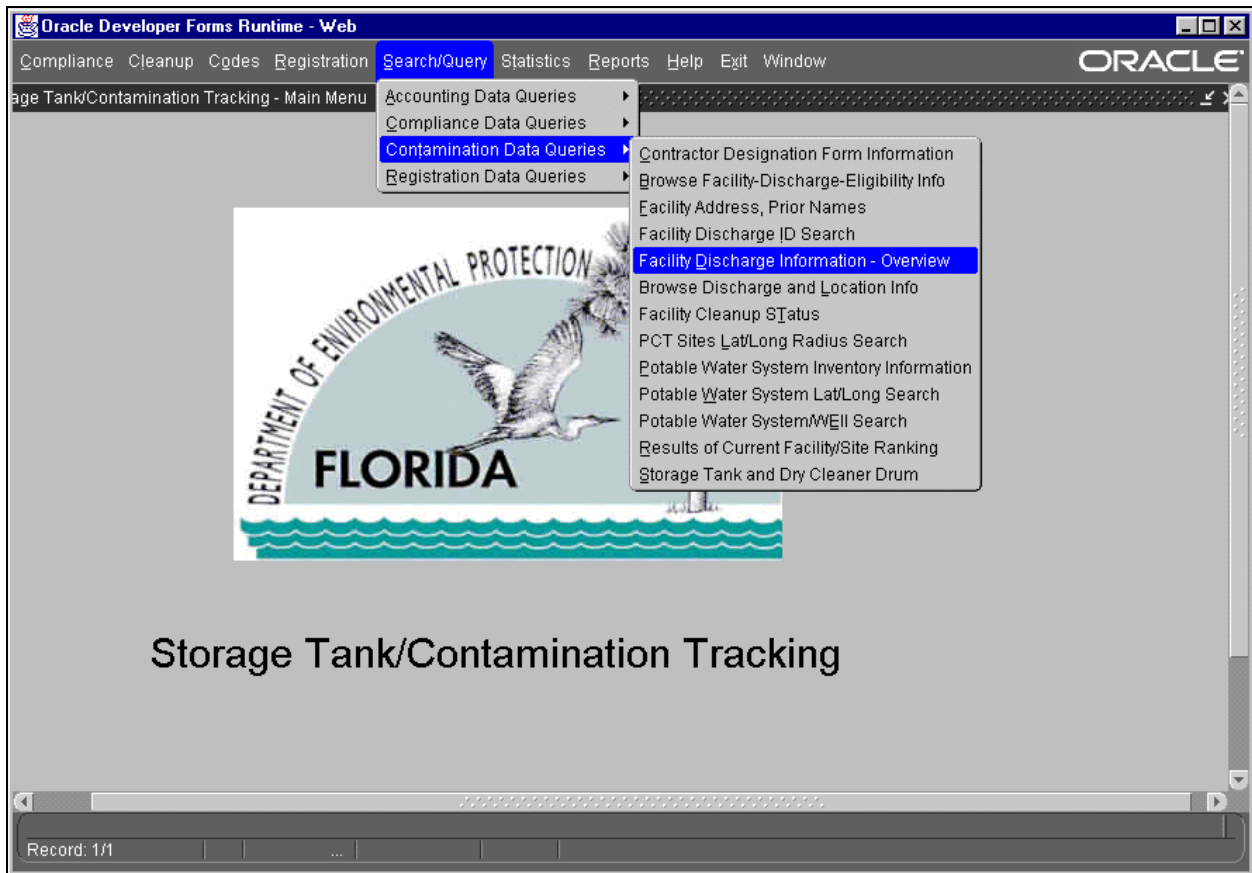 Oracle Developer Forms Runtime - Web
Compliance Cleanup Codes Registration Search/Query Statistics Reports Help Exit Window
ORACLE
age Tank/Contamination Tracking - Main Menu
Accounting Data Queries
Compliance Data Queries
Contamination Data Queries
Registration Data Queries
Contractor Designation Form Information
Browse Facility-Discharge-Eligibility Info
Facility Address, Prior Names
Facility Discharge ID Search
Facility Discharge Information - Overview
Browse Discharge and Location Info
Facility Cleanup STatus
PCT Sites Lat/Long Radius Search
Potable Water System Inventory Information
Potable Water System Lat/Long Search
Potable Water System/WEll Search
Results of Current Facility/Site Ranking
Storage Tank and Dry Cleaner Drum
DEPARTMENT OF ENVIRONMENTAL PROTECTION
FLORIDA
Storage Tank/Contamination Tracking
Record: 1/1
...